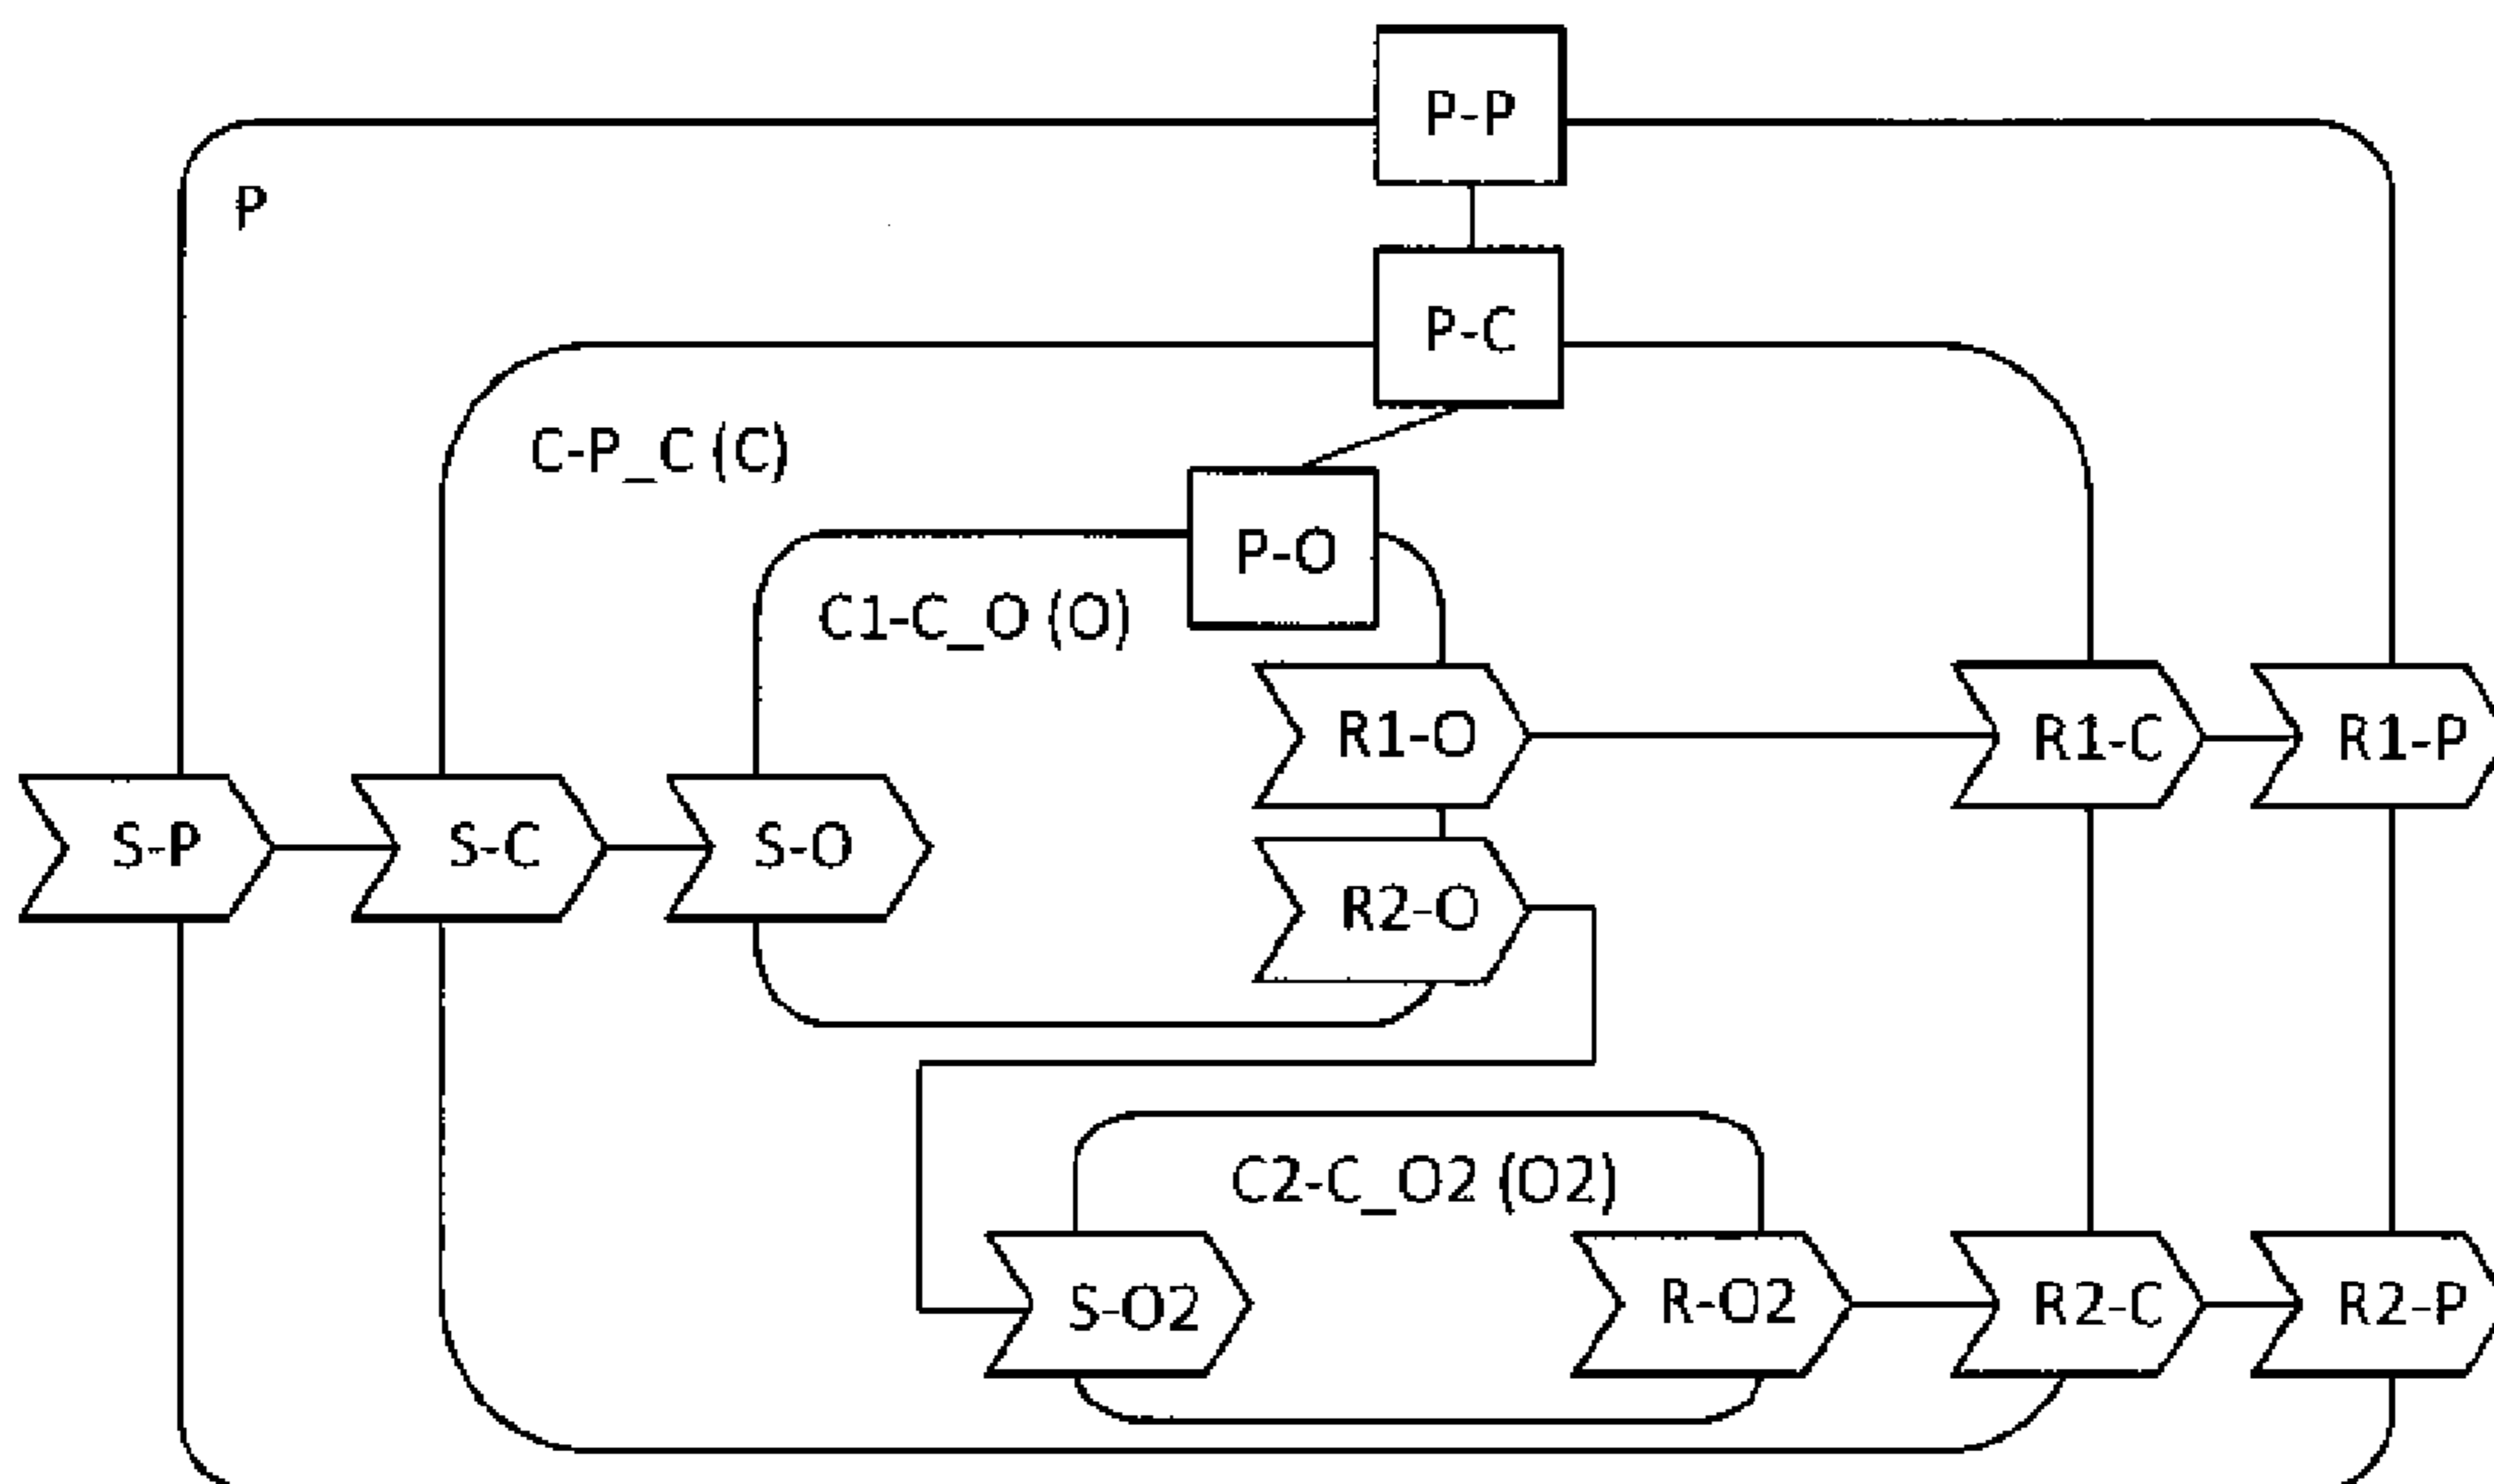 P-P
P
P-C
C-P_C (C)
P-O
C1-C_O (O)
R1-O
R1-C
R1-P
S-P
S-C
S-O
R2-O
C2-C_O2 (O2)
S-O2
R-O2
R2-C
R2-P